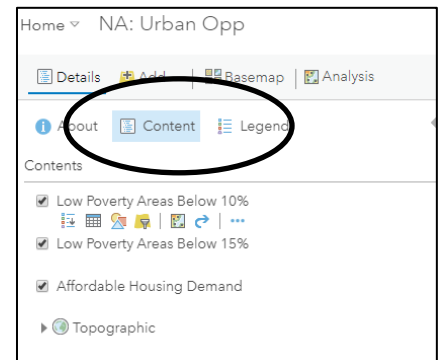 Home NA: Urban Opp
Details Add Basemap Analysis
About Content Legend
Contents
Low Poverty Areas Below 10%
Low Poverty Areas Below 15%
Affordable Housing Demand
Topographic